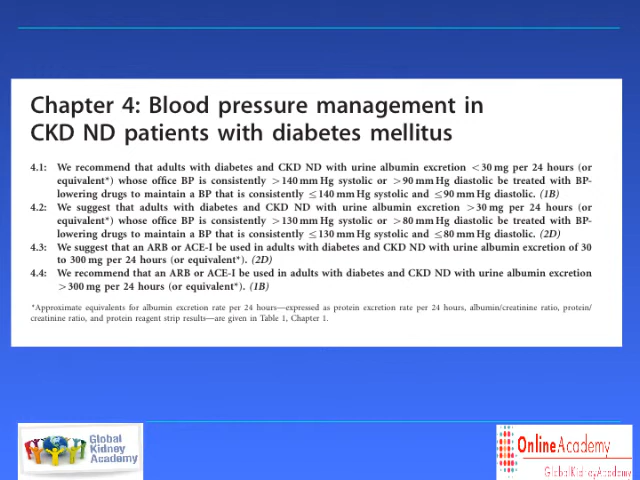 Chapter 4: Blood pressure management in
CKD ND patients with diabetes mellitus
4.1: We recommend that adults with diabetes and CKD ND with urine albumin excretion <30 mg per 24 hours (or
equivalent*) whose office BP is consistently >140 mm Hg systolic or >90 mm Hg diastolic be treated with BP-
lowering drugs to maintain a BP that is consistently ≤140 mm Hg systolic and ≤90 mm Hg diastolic. (1B)
4.2: We suggest that adults with diabetes and CKD ND with urine albumin excretion >30 mg per 24 hours (or
equivalent*) whose office BP is consistently >130 mm Hg systolic or >80 mm Hg diastolic be treated with BP-
lowering drugs to maintain a BP that is consistently ≤130 mm Hg systolic and ≤80 mm Hg diastolic. (2D)
4.3: We suggest that an ARB or ACE-I be used in adults with diabetes and CKD ND with urine albumin excretion of 30
to 300 mg per 24 hours (or equivalent*). (2D)
4.4: We recommend that an ARB or ACE-I be used in adults with diabetes and CKD ND with urine albumin excretion
>300 mg per 24 hours (or equivalent*). (1B)
*Approximate equivalents for albumin excretion rate per 24 hours—expressed as protein excretion rate per 24 hours, albumin/creatinine ratio, protein/
creatinine ratio, and protein reagent strip results—are given in Table 1, Chapter 1.
Global
Kidney
Academy
OnlineAcademy
GlobalKidneyAcademy